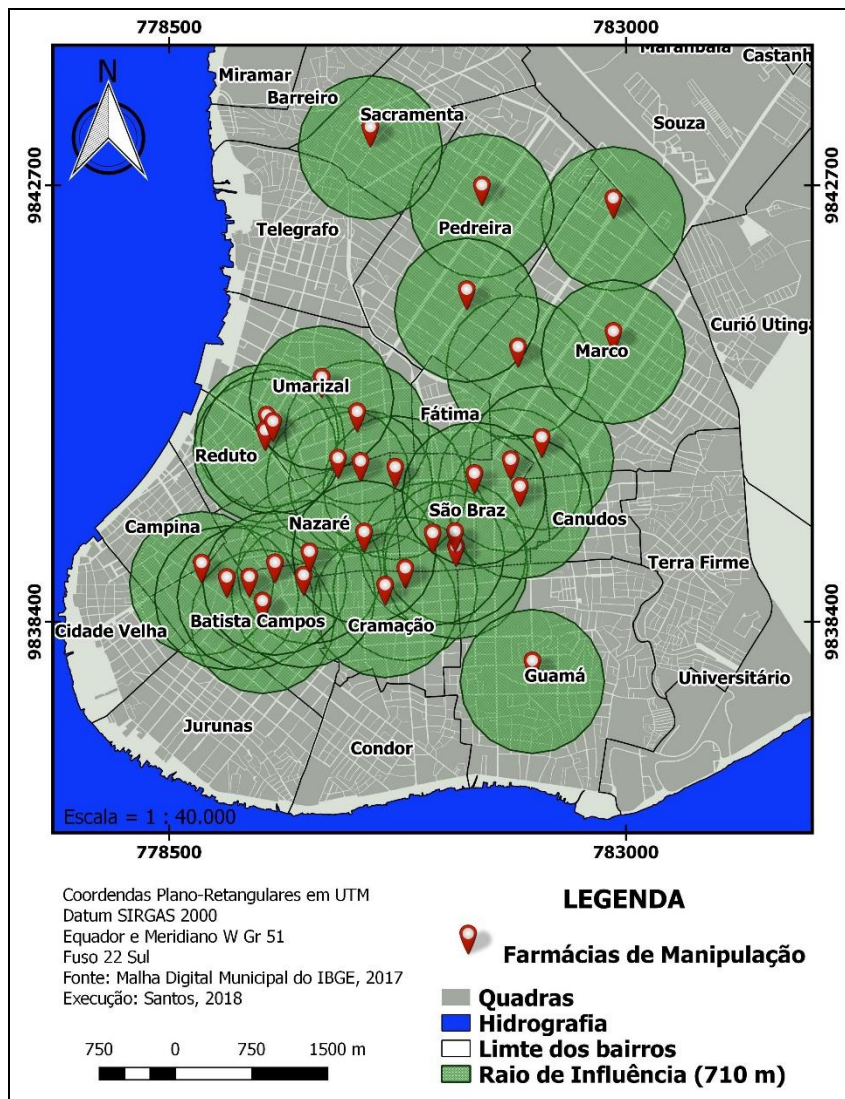 778500 783000
N
Miramar
Barreiro
Sacramenta
Maranbaia
Castanh
Souza
9842700
9842700
Telegrafo
Pedreira
Curió Utinga
Marco
Umarizal
Fátima
Reduto
Campina
Nazaré
São Braz
Canudos
Terra Firme
9838400
9838400
Cidade Velha
Batista Campos
Cramação
Guamá
Universitário
Jurunas
Condor
Escala = 1 : 40.000
778500 783000
Coordendas Plano-Retangulares em UTM
Datum SIRGAS 2000
Equador e Meridiano W Gr 51
Fuso 22 Sul
Fonte: Malha Digital Municipal do IBGE, 2017
Execução: Santos, 2018
750 0 750 1500 m
LEGENDA
Farmácias de Manipulação
Quadras
Hidrografia
Limte dos bairros
Raio de Influência (710 m)